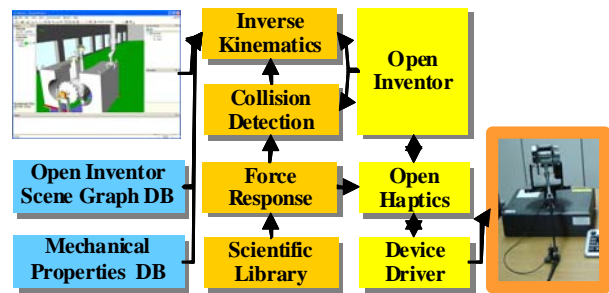 Inverse
Kinematics
Open
Inventor
Collision
Detection
Open Inventor
Scene Graph DB
Force
Response
Open
Haptics
Mechanical
Properties DB
Scientific
Library
Device
Driver